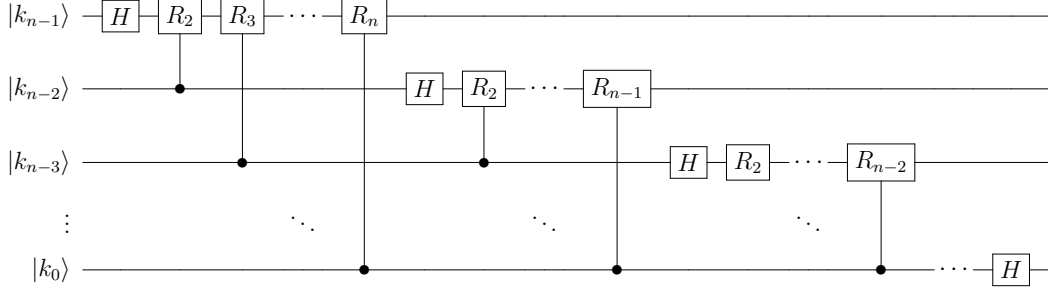 |k_{n−1}⟩ H R_2 R_3 ⋯ R_n
|k_{n−2}⟩ H R_2 ⋯ R_{n−1}
|k_{n−3}⟩ H R_2 ⋯ R_{n−2}
⋮ ⋱ ⋱ ⋱
|k_0⟩ ⋯ H